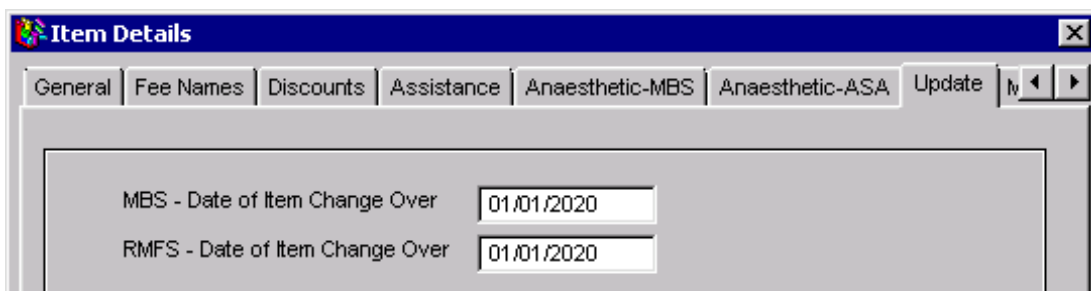 Item Details
General Fee Names Discounts Assistance Anaesthetic-MBS Anaesthetic-ASA Update
MBS - Date of Item Change Over 01/01/2020
RMFS - Date of Item Change Over 01/01/2020